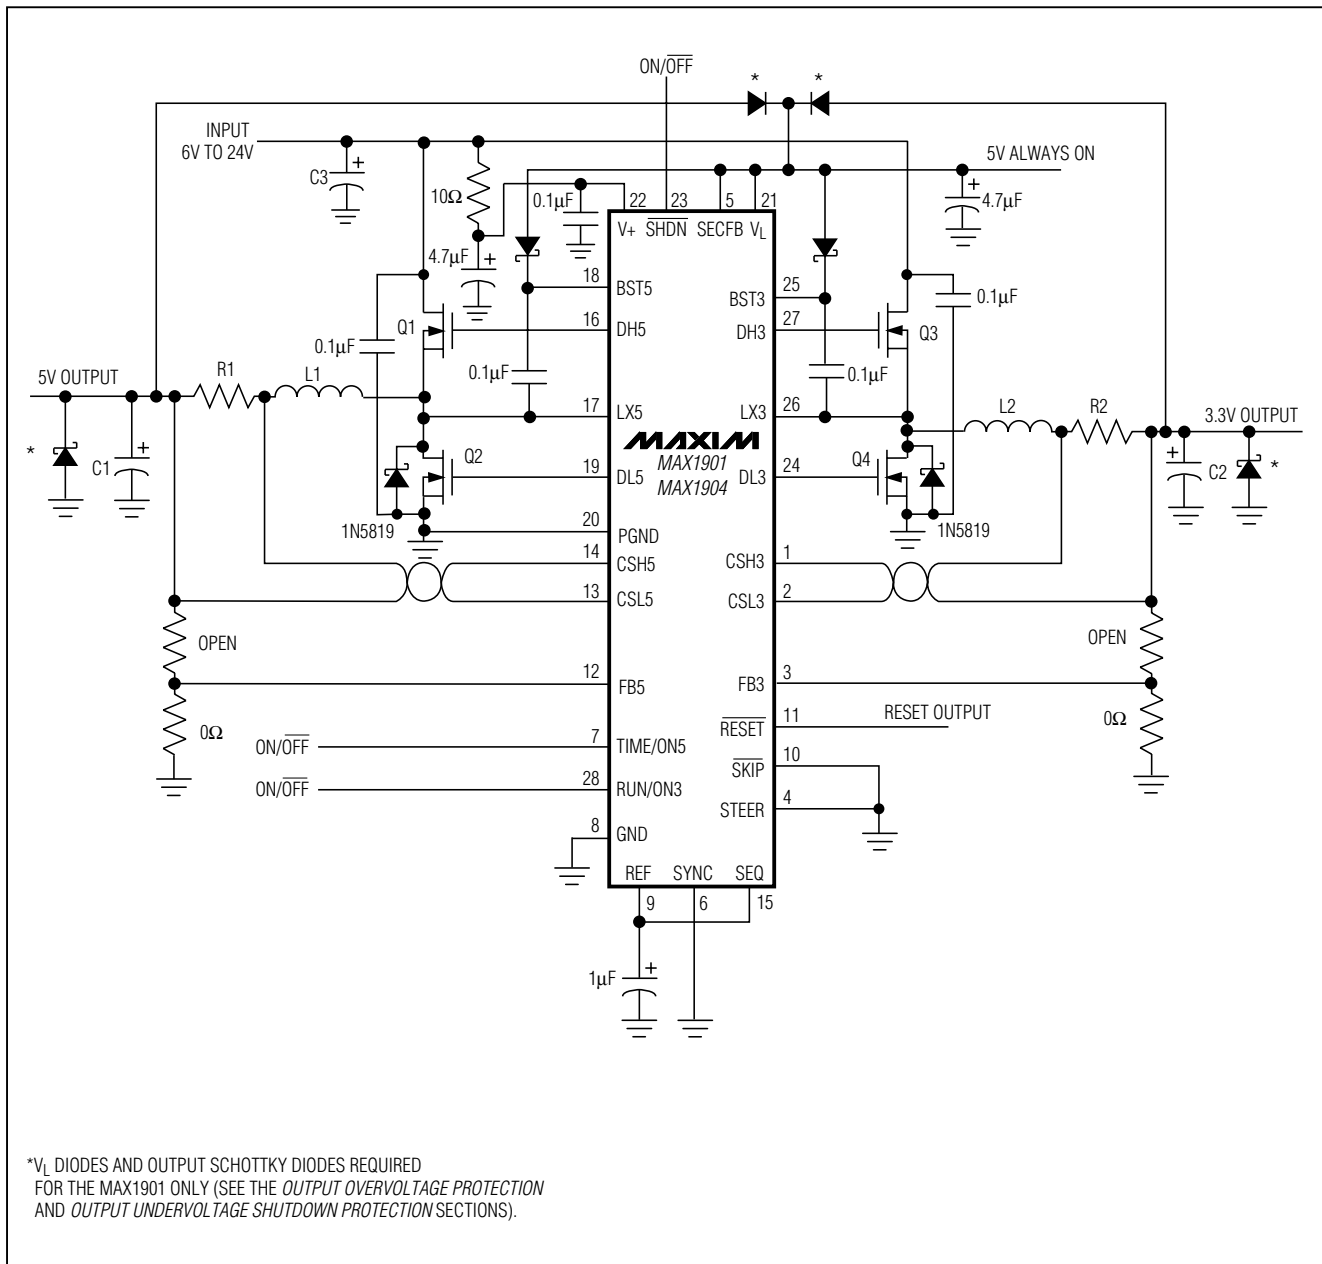 ON/OFF
*
*
INPUT
6V TO 24V
5V ALWAYS ON
C3
+
10Ω
0.1μF
+
22
23
5
21
+
4.7μF
V+
SHDN
SECFB
VL
4.7μF
+
18
BST5
BST3
25
0.1μF
Q1
16
DH5
DH3
27
Q3
0.1μF
5V OUTPUT
R1
L1
0.1μF
0.1μF
17
LX5
LX3
26
L2
R2
3.3V OUTPUT
MAXIM
MAX1901
MAX1904
*
C1
+
Q2
19
DL5
DL3
24
Q4
+
C2
*
1N5819
20
PGND
1N5819
14
CSH5
CSH3
1
13
CSL5
CSL3
2
OPEN
OPEN
12
FB5
FB3
3
0Ω
RESET
11
RESET OUTPUT
0Ω
ON/OFF
7
TIME/ON5
SKIP
10
ON/OFF
28
RUN/ON3
STEER
4
8
GND
REF
SYNC
SEQ
9
6
15
1μF
+
*VL DIODES AND OUTPUT SCHOTTKY DIODES REQUIRED
FOR THE MAX1901 ONLY (SEE THE OUTPUT OVERVOLTAGE PROTECTION
AND OUTPUT UNDERVOLTAGE SHUTDOWN PROTECTION SECTIONS).